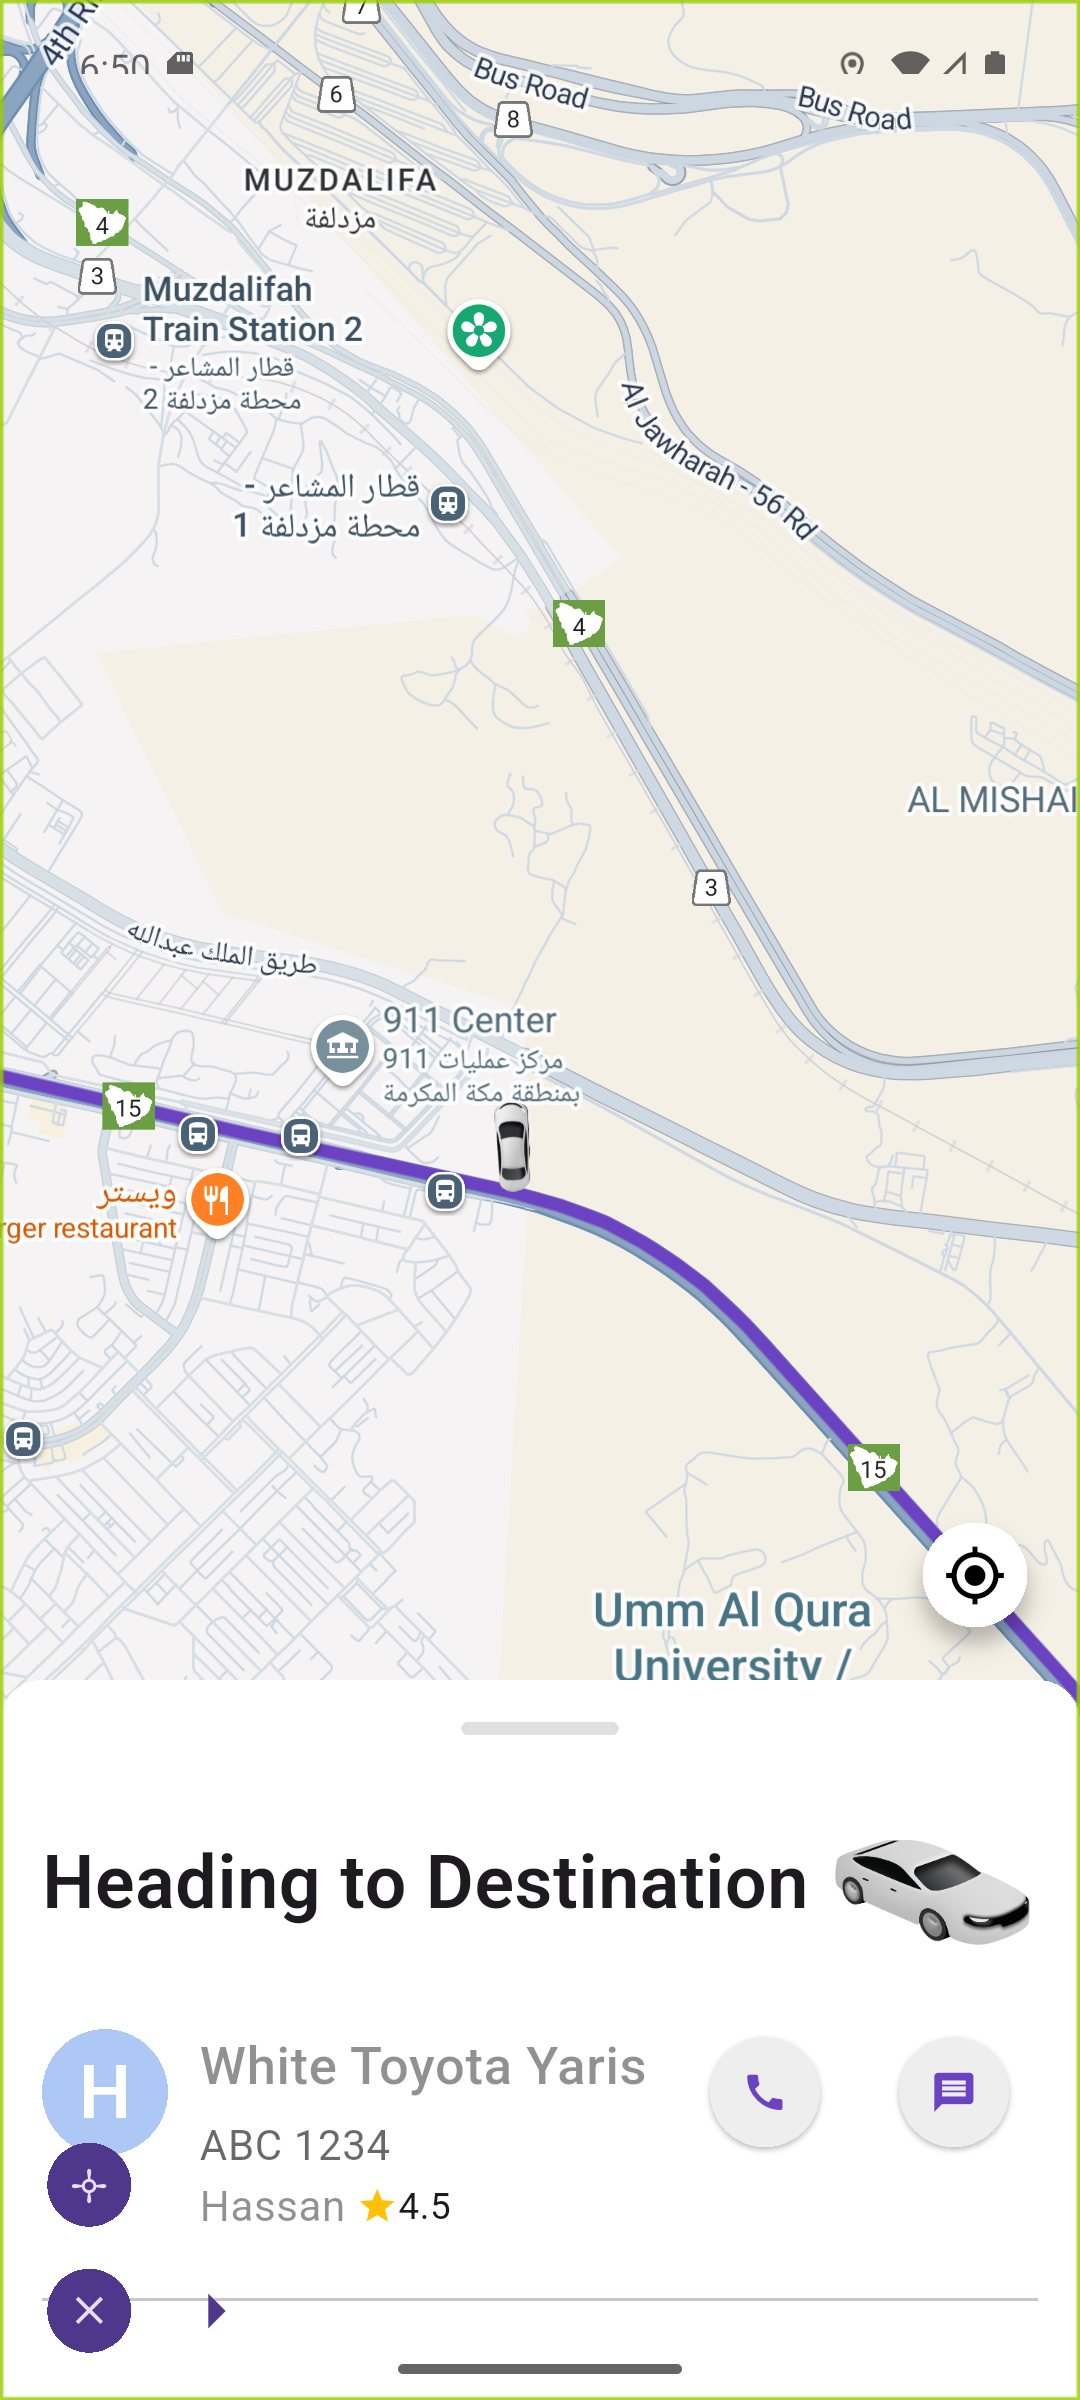 7
6:50
6
Bus Road
8
Bus Road
MUZDALIFA
مزدلفة
4
3
Muzdalifah
Train Station 2
قطار المشاعر -
محطة مزدلفة 2
Al Jawharah - 56 Rd
قطار المشاعر -
محطة مزدلفة 1
4
AL MISHAI
3
طريق الملك عبدالله
911 Center
مركز عمليات 911
بمنطقة مكة المكرمة
15
ويستر
rger restaurant
15
Umm Al Qura
University /
Heading to Destination
H
White Toyota Yaris
ABC 1234
Hassan 4.5